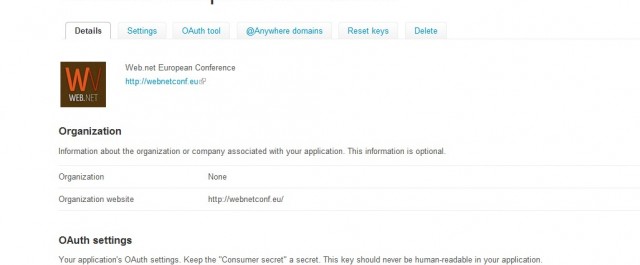 Details Settings OAuth tool @Anywhere domains Reset keys Delete
Web.net European Conference
http://webnetconf.eu
WEB.NET
Organization
Information about the organization or company associated with your application. This information is optional.
Organization None
Organization website http://webnetconf.eu/
OAuth settings
Your application's OAuth settings. Keep the "Consumer secret" a secret. This key should never be human-readable in your application.